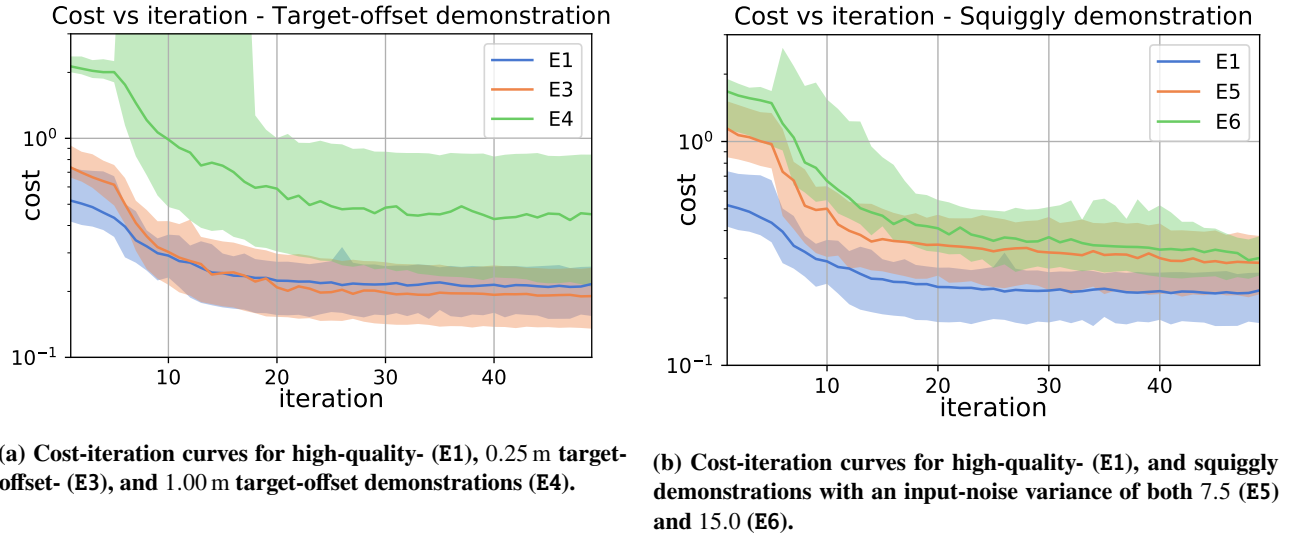 Cost vs iteration - Target-offset demonstration
E1
E3
E4
10⁰
10⁻¹
cost
10 20 30 40
iteration
(a) Cost-iteration curves for high-quality- (E1), 0.25 m target-
offset- (E3), and 1.00 m target-offset demonstrations (E4).
Cost vs iteration - Squiggly demonstration
E1
E5
E6
10⁰
10⁻¹
cost
10 20 30 40
iteration
(b) Cost-iteration curves for high-quality- (E1), and squiggly
demonstrations with an input-noise variance of both 7.5 (E5)
and 15.0 (E6).